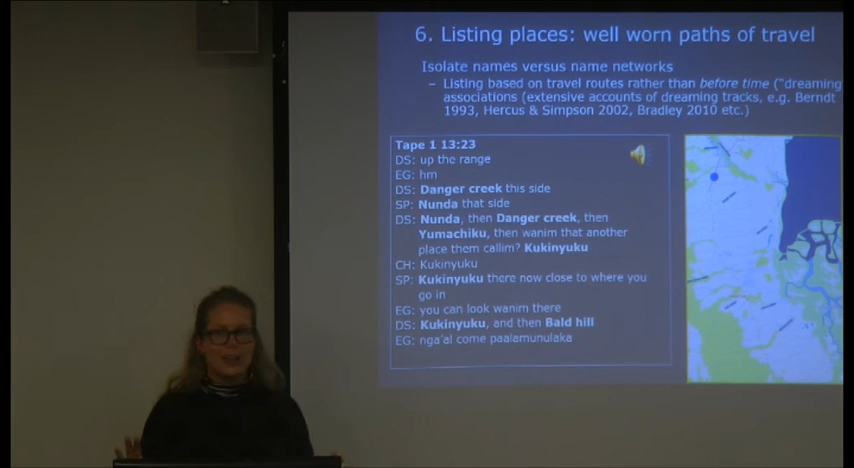 6. Listing places: well worn paths of travel
Isolate names versus name networks
– Listing based on travel routes rather than before time ("dreaming
associations (extensive accounts of dreaming tracks, e.g. Berndt
1993, Hercus & Simpson 2002, Bradley 2010 etc.)
Tape 1 13:23
DS: up the range
EG: hm
DS: Danger creek this side
SP: Nunda that side
DS: Nunda, then Danger creek, then
Yumachiku, then wanim that another
place them callim? Kukinyuku
CH: Kukinyuku
SP: Kukinyuku there now close to where you
go in
EG: you can look wanim there
DS: Kukinyuku, and then Bald hill
EG: nga'al come paalamunulaka